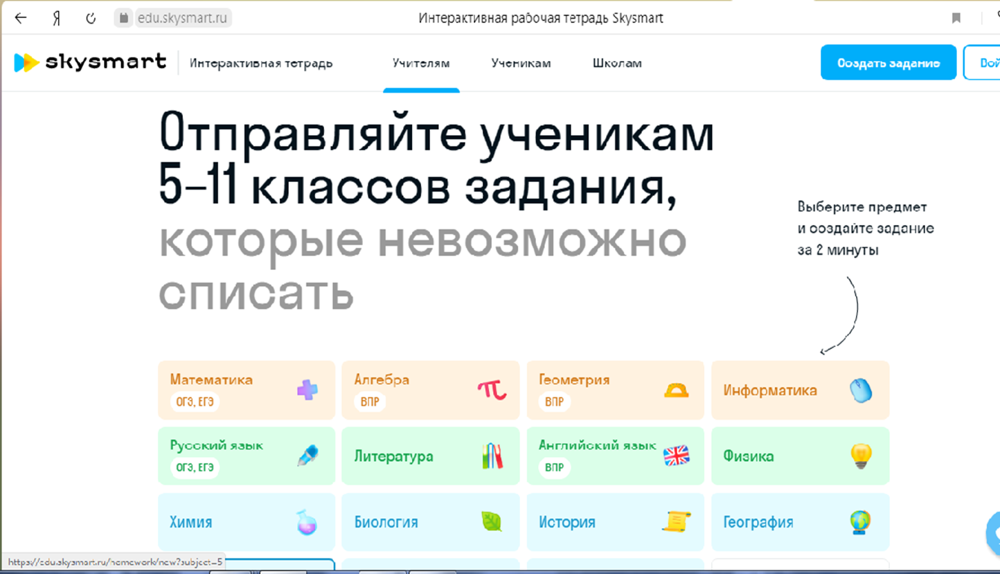 edu.skysmart.ru
Интерактивная рабочая тетрадь Skysmart
skysmart
Интерактивная тетрадь
Учителям
Ученикам
Школам
Создать задание
Отправляйте ученикам
5–11 классов задания,
которые невозможно
списать
Выберите предмет
и создайте задание
за 2 минуты
Математика
ОГЭ, ЕГЭ
Алгебра
ВПР
Геометрия
ВПР
Информатика
Русский язык
ОГЭ, ЕГЭ
Литература
Английский язык
ВПР
Физика
Химия
Биология
История
География
https://edu.skysmart.ru/homework/new?subject=5